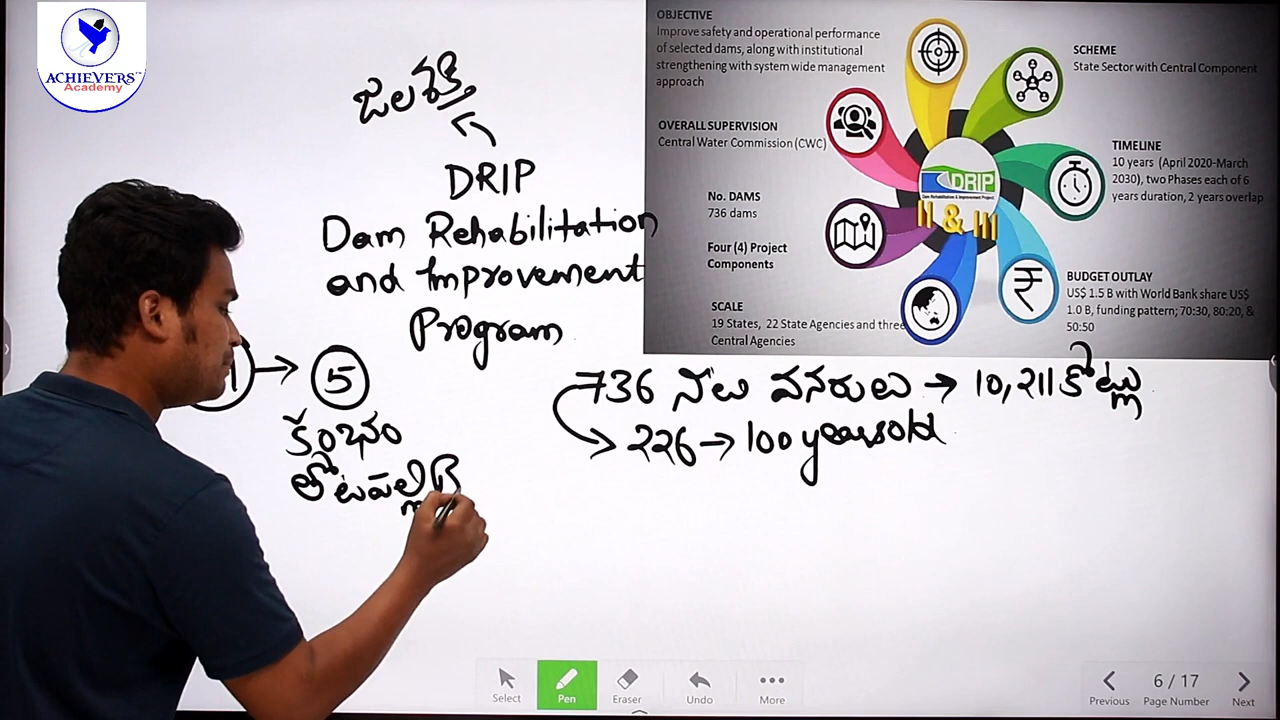 ACHIEVERS™
Academy
జలశక్తి
DRIP
Dam Rehabilitation
and Improvement
Program
5
కంభం
తోటపల్లి B
OBJECTIVE
Improve safety and operational performance
of selected dams, along with institutional
strengthening with system wide management
approach
OVERALL SUPERVISION
Central Water Commission (CWC)
No. DAMS
736 dams
Four (4) Project
Components
SCALE
19 States, 22 State Agencies and three
Central Agencies
DRIP
Dam Rehabilitation & Improvement Project
II & III
SCHEME
State Sector with Central Component
TIMELINE
10 years (April 2020-March
2030), two Phases each of 6
years duration, 2 years overlap
₹
BUDGET OUTLAY
US$ 1.5 B with World Bank share US$
1.0 B, funding pattern; 70:30, 80:20, &
50:50
736 నీటి వనరులు → 10,211 కోట్లు
→ 226 → 100 years old
Select
Pen
Eraser
Undo
More
Previous
6 / 17
Page Number
Next